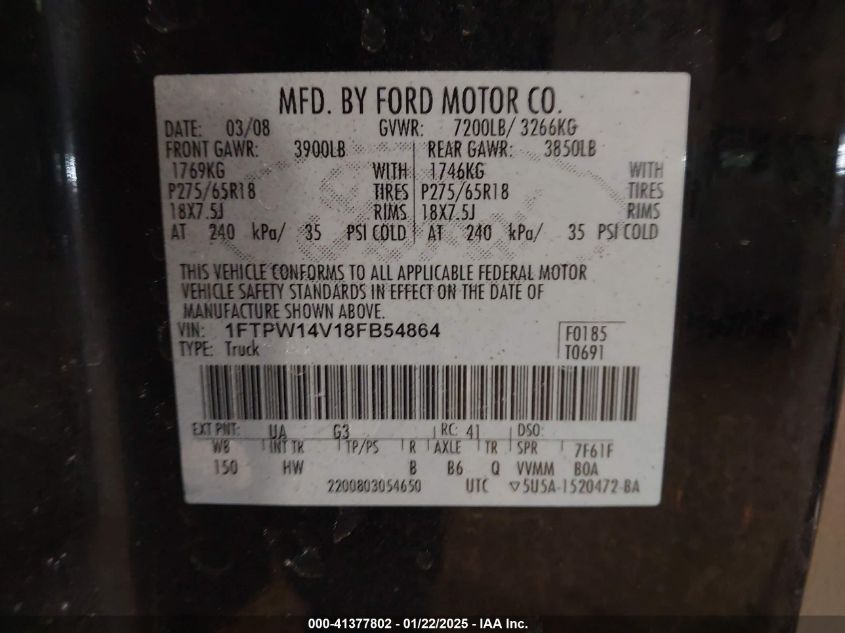 MFD. BY FORD MOTOR CO.
DATE: 03/08 GVWR: 7200LB/ 3266KG
FRONT GAWR: 3900LB REAR GAWR: 3850LB
1769KG WITH 1746KG WITH
P275/65R18 TIRES P275/65R18 TIRES
18X7.5J RIMS 18X7.5J RIMS
AT 240 kPa/ 35 PSI COLD AT 240 kPa/ 35 PSI COLD
THIS VEHICLE CONFORMS TO ALL APPLICABLE FEDERAL MOTOR
VEHICLE SAFETY STANDARDS IN EFFECT ON THE DATE OF
MANUFACTURE SHOWN ABOVE.
VIN: 1FTPW14V18FB54864 F0185
TYPE: Truck T0691
EXT PNT: UA G3 RC: 41 DSO:
WB INT TR TP/PS R AXLE TR SPR 7F61F
150 HW B B6 Q VVMM BOA
2200803054650 UTC ▽5U5A-1520472-BA
000-41377802 - 01/22/2025 - IAA Inc.